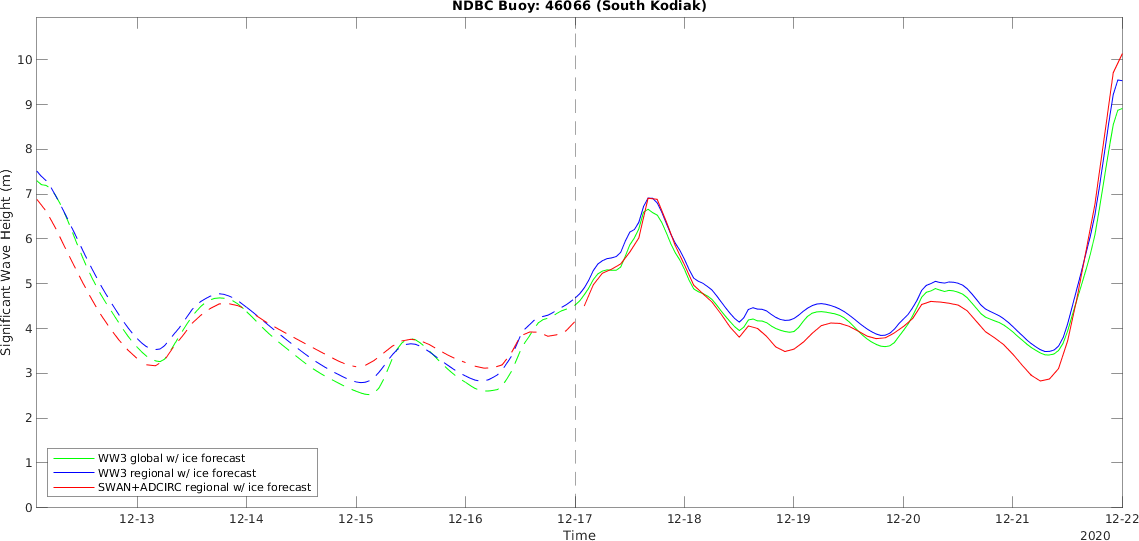 NDBC Buoy: 46066 (South Kodiak)
Significant Wave Height (m)
10
9
8
7
6
5
4
3
2
1
0
WW3 global w/ ice forecast
WW3 regional w/ ice forecast
SWAN+ADCIRC regional w/ ice forecast
12-13 12-14 12-15 12-16 12-17 12-18 12-19 12-20 12-21 12-22
Time
2020